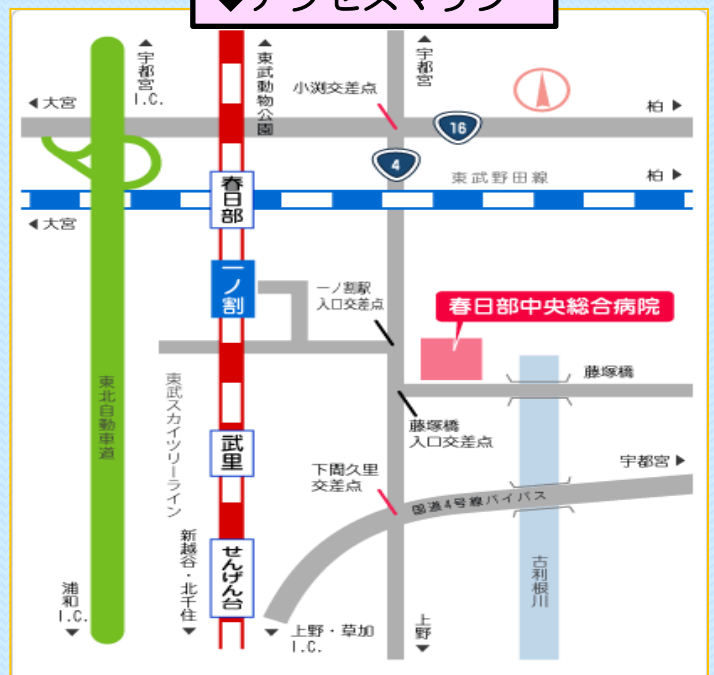 ◆アクセスマップ
▲
宇都宮
I.C.
▲
東武動物公園
▲
宇都宮
小渕交差点
◀大宮
柏▶
16
4
東武野田線
柏▶
◀大宮
春日部
一ノ割
一ノ割駅
入口交差点
春日部中央総合病院
藤塚橋
東北自動車道
東武スカイツリーライン
武里
藤塚橋
入口交差点
下間久里
交差点
宇都宮▶
国道4号線バイパス
せんげん台
新越谷・北千住
▼
古利根川
浦和
I.C.
▼
▼上野・草加
I.C.
上野
▼